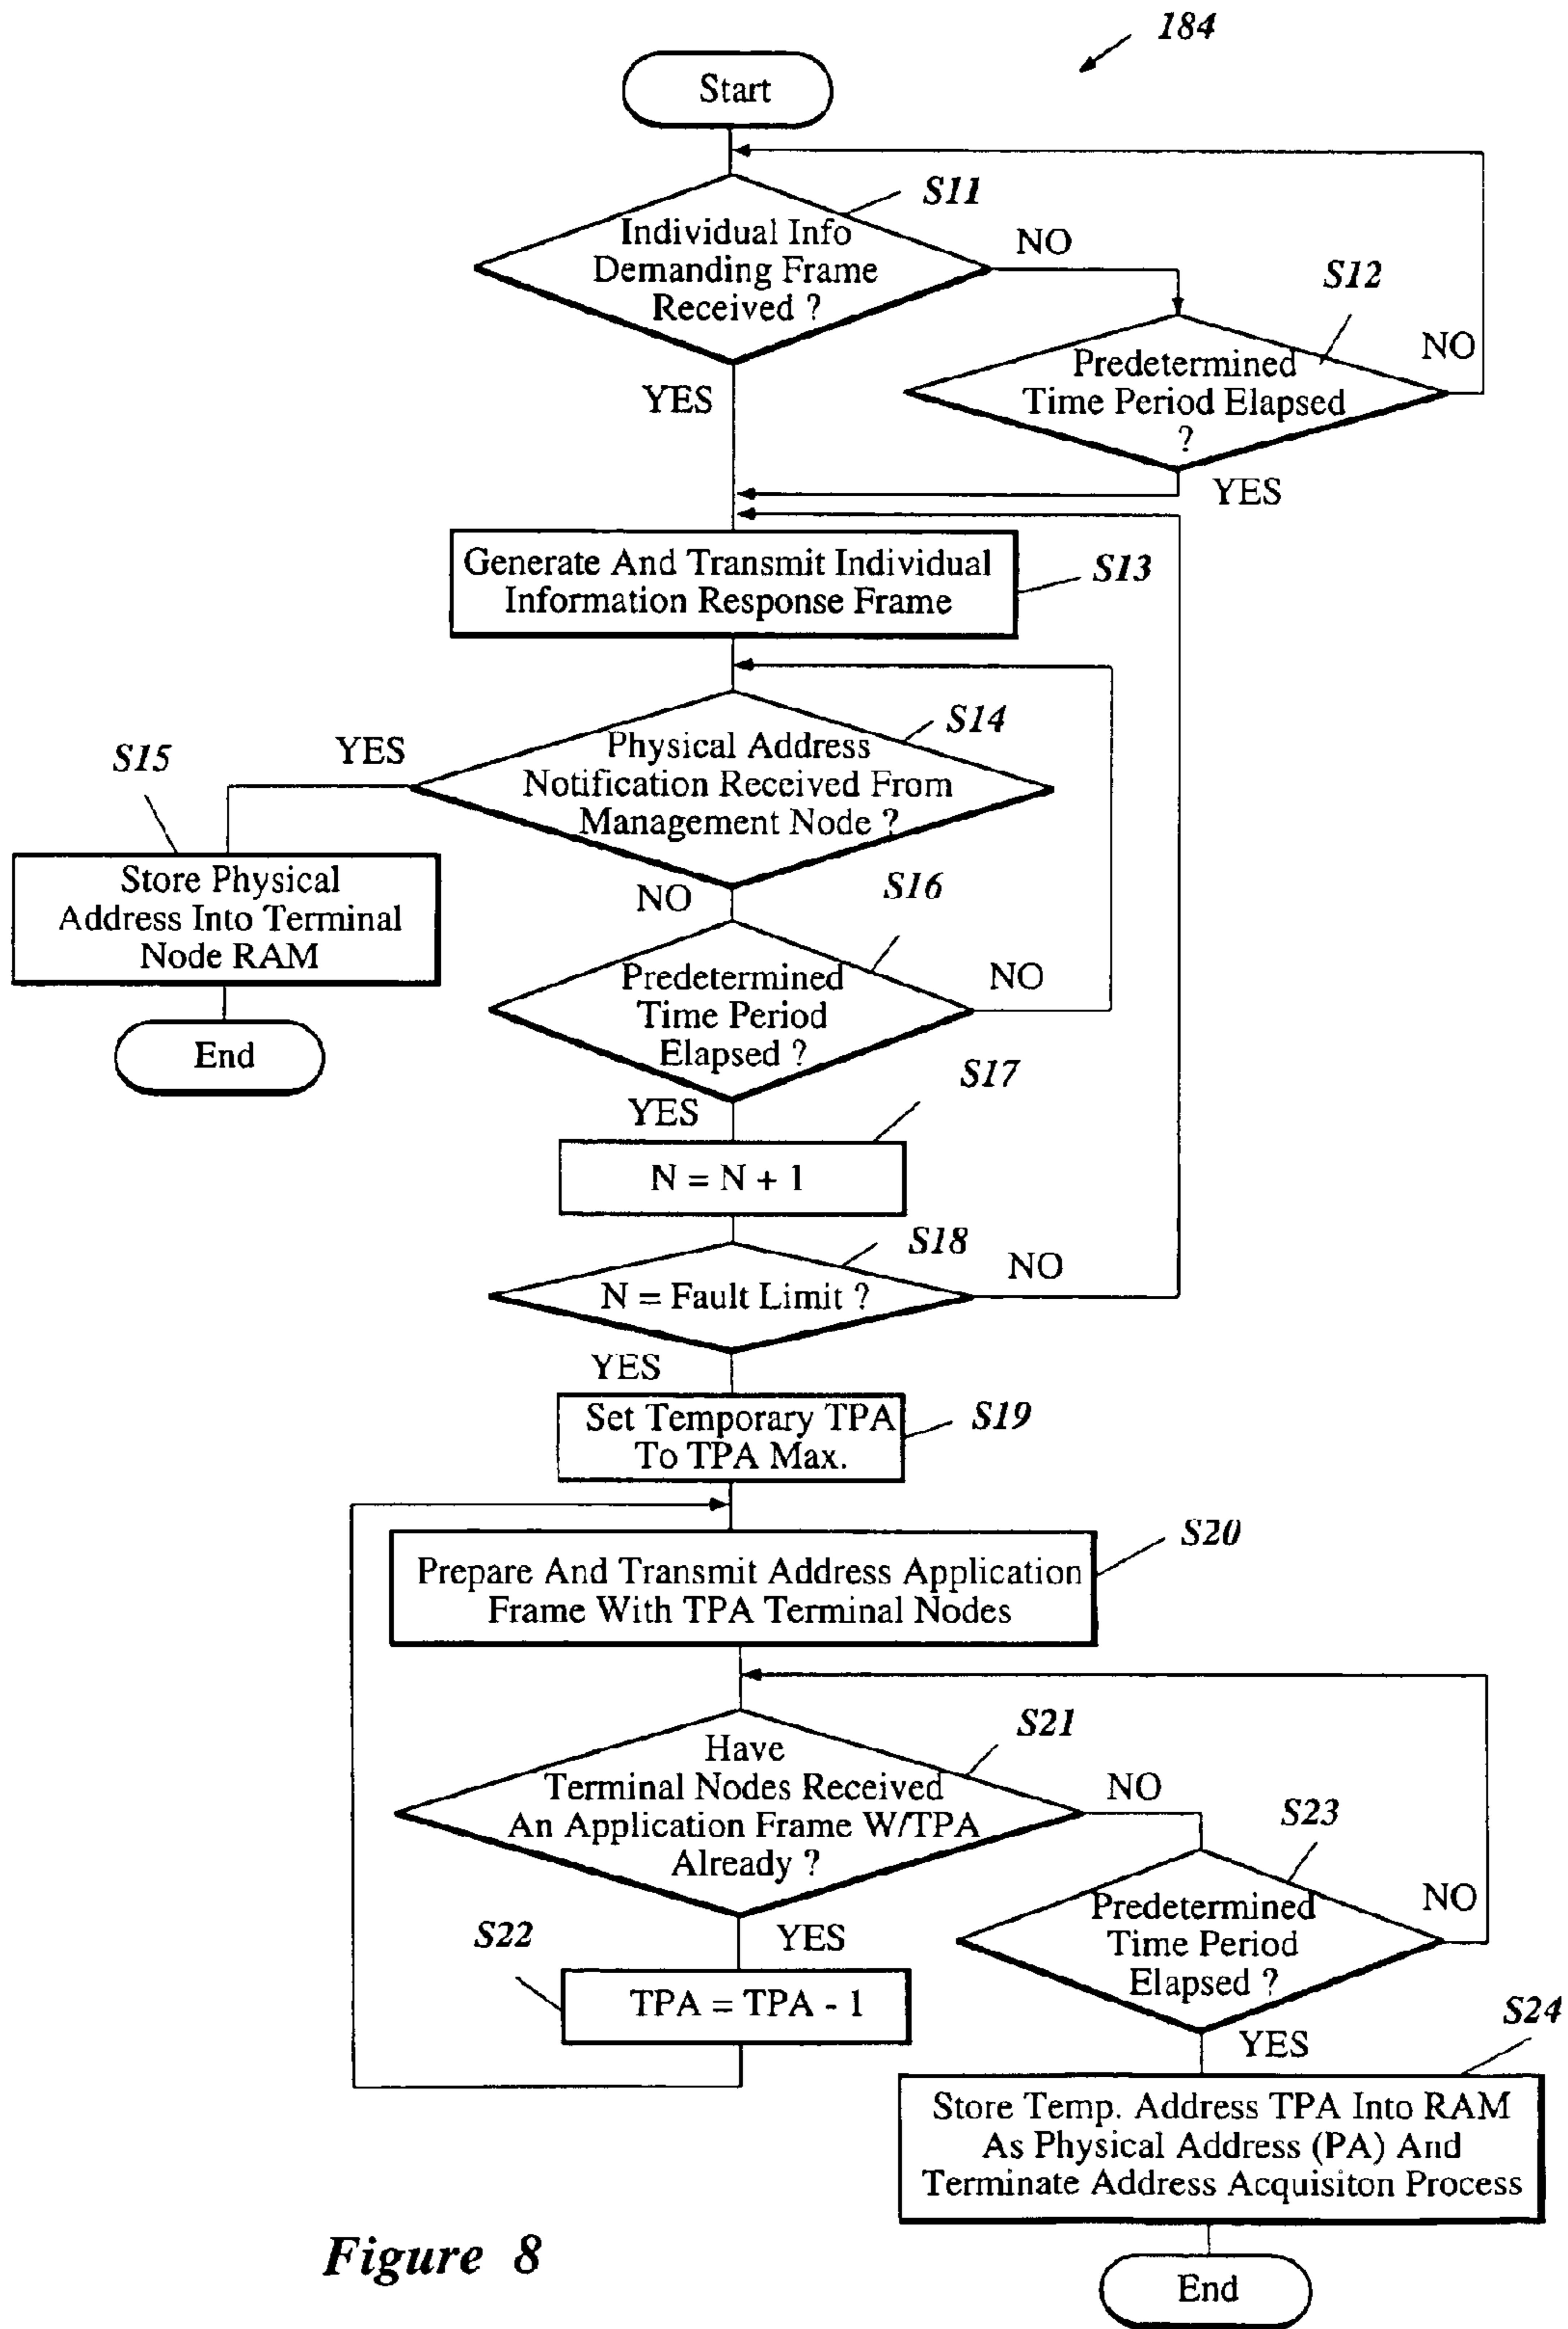 184
Start
S11
Individual Info
Demanding Frame
Received ?
NO
S12
YES
Predetermined
Time Period Elapsed
?
NO
YES
Generate And Transmit Individual
Information Response Frame
S13
S14
YES
S15
Physical Address
Notification Received From
Management Node ?
Store Physical
Address Into Terminal
Node RAM
NO
S16
End
Predetermined
Time Period
Elapsed ?
NO
S17
YES
N = N + 1
S18
N = Fault Limit ?
NO
YES
Set Temporary TPA
To TPA Max.
S19
S20
Prepare And Transmit Address Application
Frame With TPA Terminal Nodes
S21
Have
Terminal Nodes Received
An Application Frame W/TPA
Already ?
NO
S23
S22
YES
Predetermined
Time Period
Elapsed ?
NO
TPA = TPA - 1
S24
YES
Store Temp. Address TPA Into RAM
As Physical Address (PA) And
Terminate Address Acquisiton Process
Figure 8
End